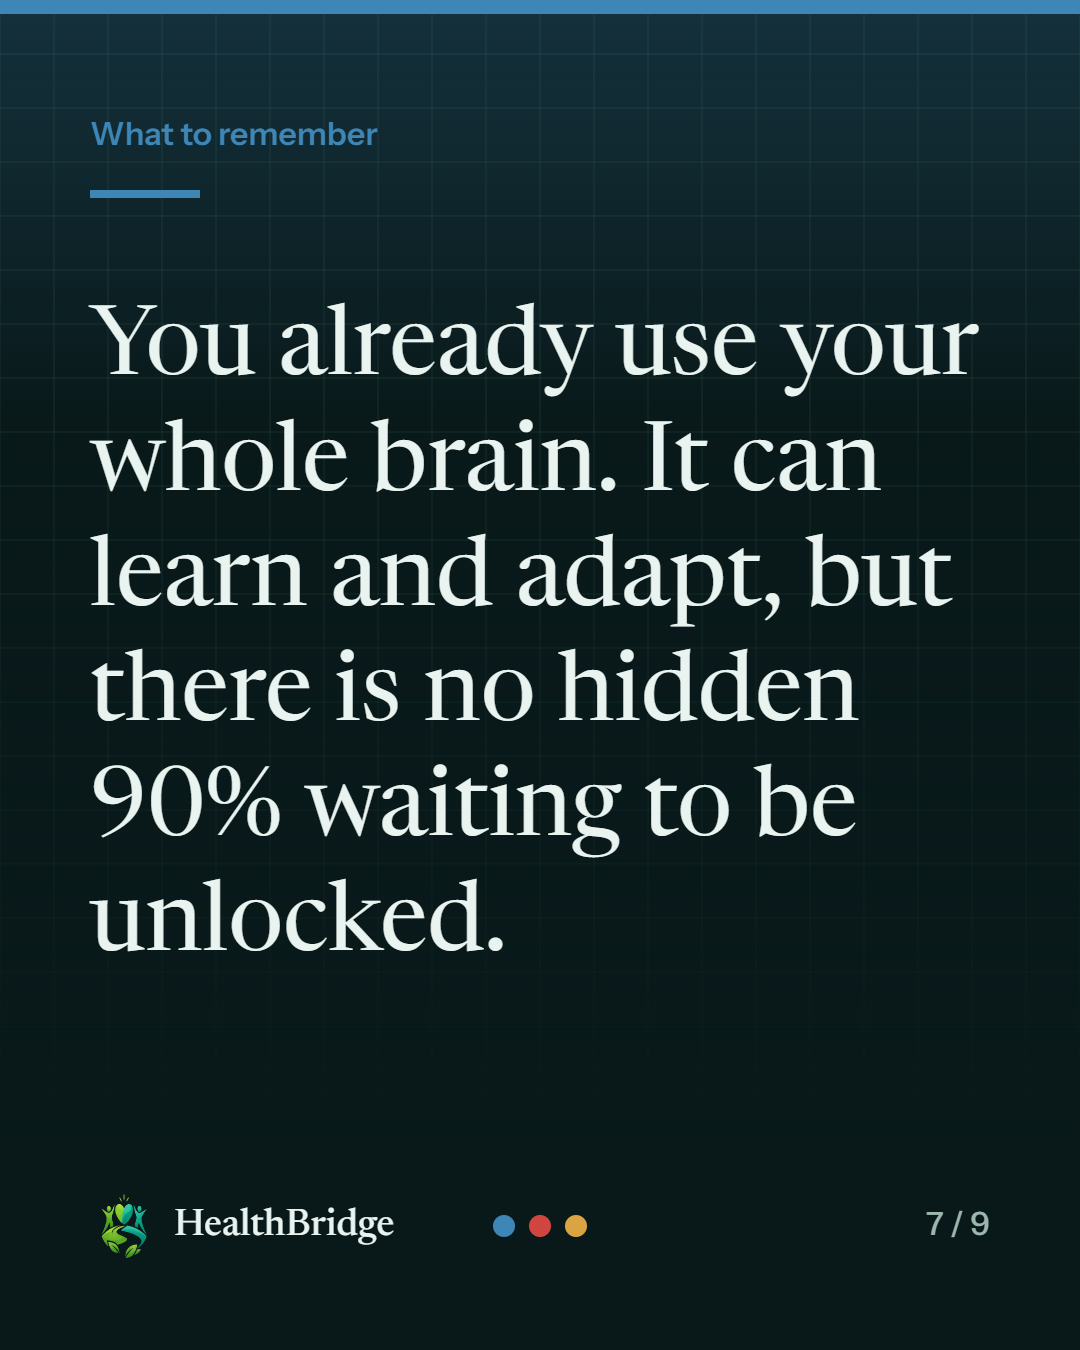 What to remember
You already use your
whole brain. It can
learn and adapt, but
there is no hidden
90% waiting to be
unlocked.
HealthBridge
7 / 9